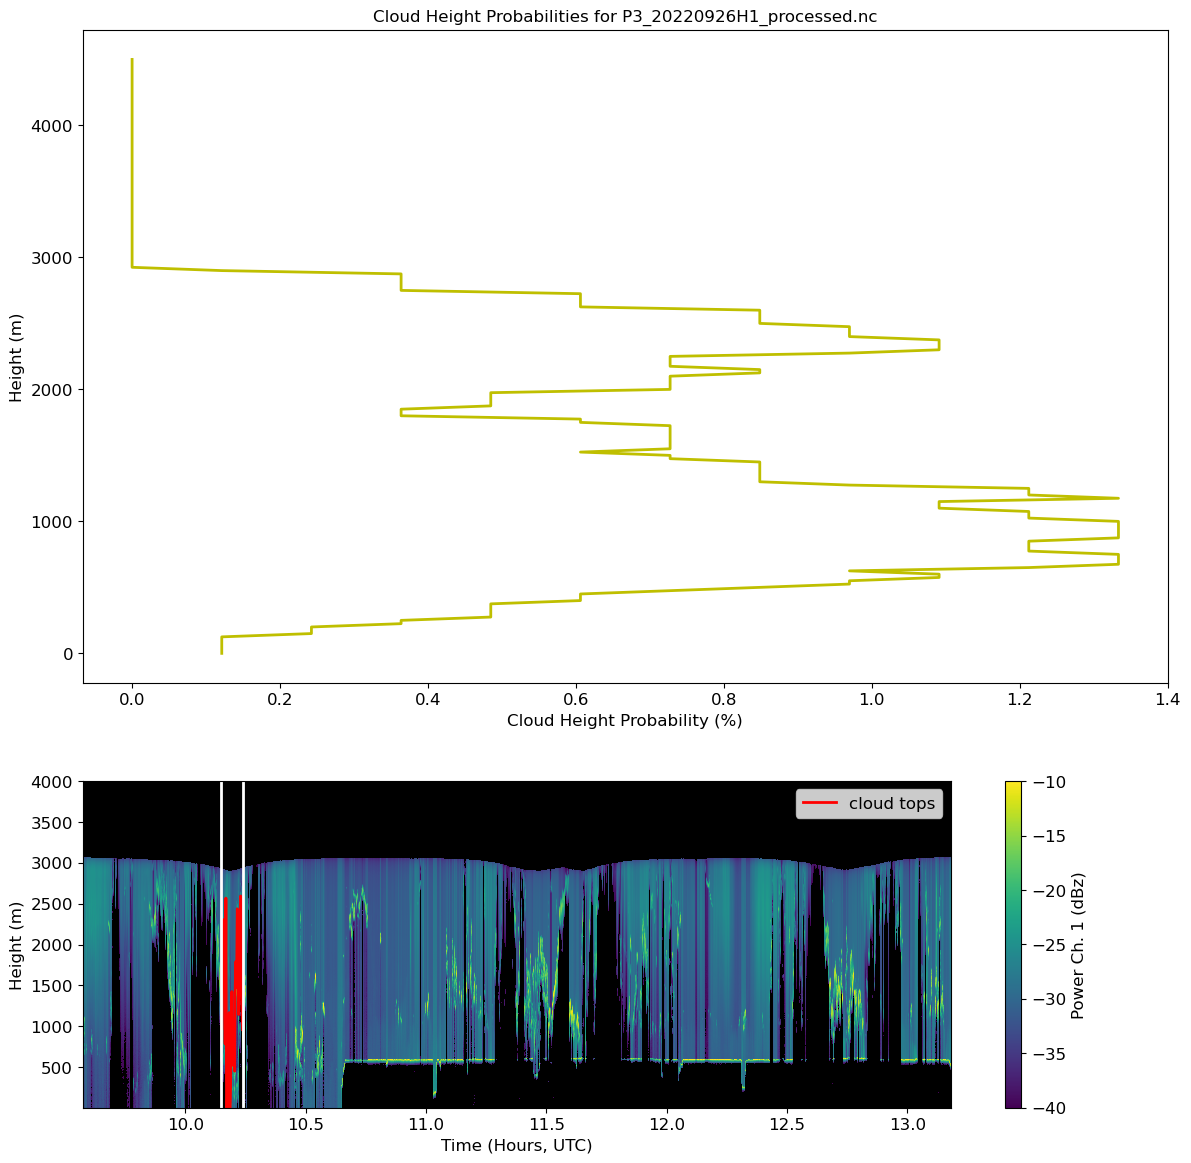 Cloud Height Probabilities for P3_20220926H1_processed.nc
4000
3000
2000
1000
0
Height (m)
0.0 0.2 0.4 0.6 0.8 1.0 1.2 1.4
Cloud Height Probability (%)
4000
3500
3000
2500
2000
1500
1000
500
Height (m)
cloud tops
10.0 10.5 11.0 11.5 12.0 12.5 13.0
Time (Hours, UTC)
−10
−15
−20
−25
−30
−35
−40
Power Ch. 1 (dBz)